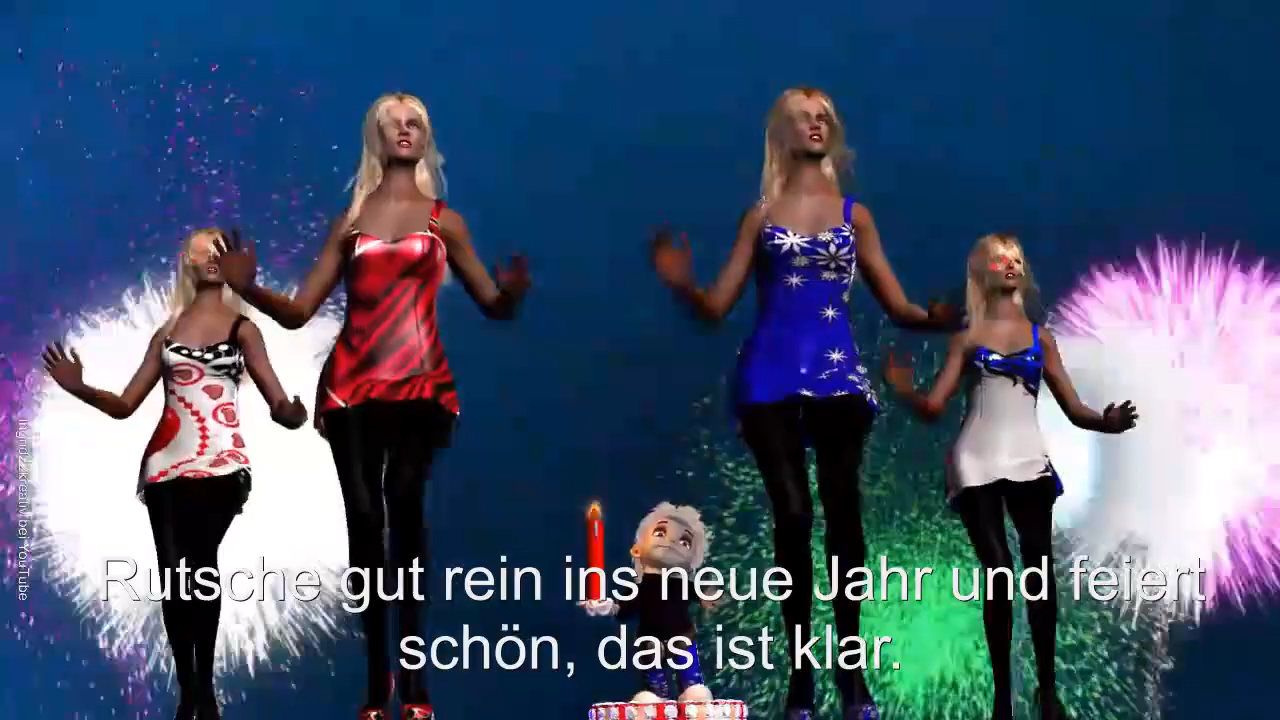 Rutsche gut rein ins neue Jahr und feiert
schön, das ist klar.